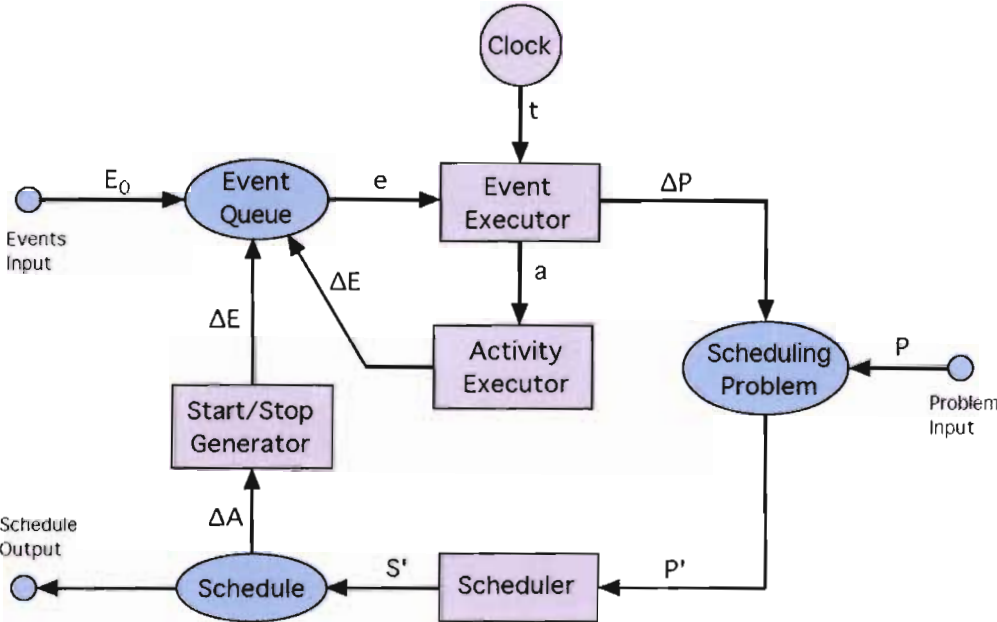 Clock
t
E₀
Event
Queue
e
Event
Executor
ΔP
Events
Input
ΔE
ΔE
a
Activity
Executor
Scheduling
Problem
P
Problem
Input
Start/Stop
Generator
ΔA
Schedule
Output
Schedule
S'
Scheduler
P'